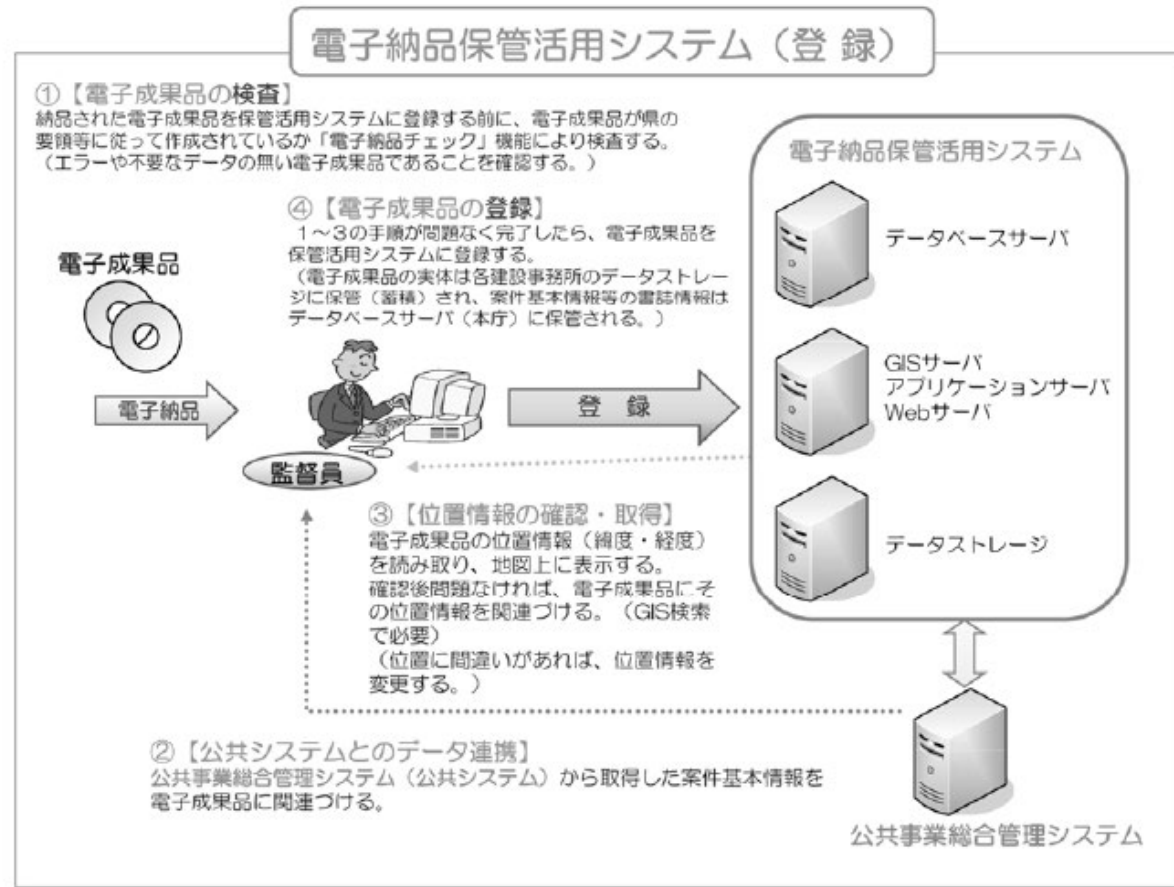 電子納品保管活用システム（登 録）
①【電子成果品の検査】
納品された電子成果品を保管活用システムに登録する前に、電子成果品が県の
要領等に従って作成されているか「電子納品チェック」機能により検査する。
（エラーや不要なデータの無い電子成果品であることを確認する。）
電子納品保管活用システム
データベースサーバ
GISサーバ
アプリケーションサーバ
Webサーバ
データストレージ
④【電子成果品の登録】
１～３の手順が問題なく完了したら、電子成果品を
保管活用システムに登録する。
（電子成果品の実体は各建設事務所のデータストレー
ジに保管（蓄積）され、案件基本情報等の書誌情報は
データベースサーバ（本庁）に保管される。）
電子成果品
電子納品
登 録
監督員
③【位置情報の確認・取得】
電子成果品の位置情報（緯度・経度）
を読み取り、地図上に表示する。
確認後問題なければ、電子成果品にそ
の位置情報を関連づける。（GIS検索
で必要）
（位置に間違いがあれば、位置情報を
変更する。）
②【公共システムとのデータ連携】
公共事業総合管理システム（公共システム）から取得した案件基本情報を
電子成果品に関連づける。
公共事業総合管理システム